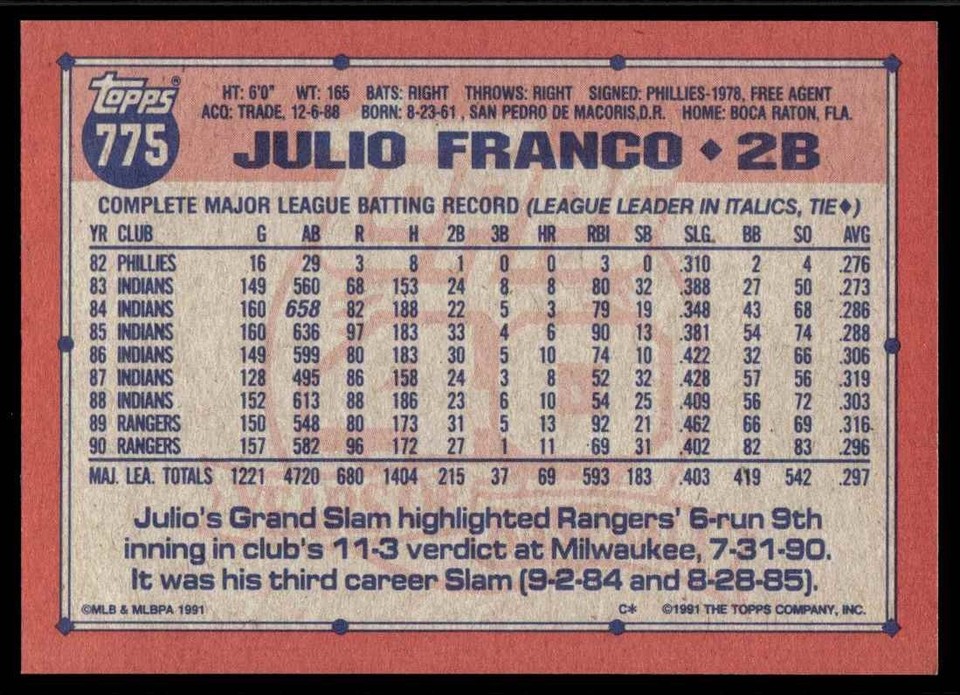 topps®
775
HT: 6'0" WT: 165 BATS: RIGHT THROWS: RIGHT SIGNED: PHILLIES-1978, FREE AGENT
ACQ: TRADE, 12-6-88 BORN: 8-23-61, SAN PEDRO DE MACORIS,D.R. HOME: BOCA RATON, FLA.
JULIO FRANCO ♦ 2B
COMPLETE MAJOR LEAGUE BATTING RECORD (LEAGUE LEADER IN ITALICS, TIE♦)
YR CLUB G AB R H 2B 3B HR RBI SB SLG. BB SO AVG
82 PHILLIES 16 29 3 8 1 0 0 3 0 .310 2 4 .276
83 INDIANS 149 560 68 153 24 8 8 80 32 .388 27 50 .273
84 INDIANS 160 658 82 188 22 5 3 79 19 .348 43 68 .286
85 INDIANS 160 636 97 183 33 4 6 90 13 .381 54 74 .288
86 INDIANS 149 599 80 183 30 5 10 74 10 .422 32 66 .306
87 INDIANS 128 495 86 158 24 3 8 52 32 .428 57 56 .319
88 INDIANS 152 613 88 186 23 6 10 54 25 .409 56 72 .303
89 RANGERS 150 548 80 173 31 5 13 92 21 .462 66 69 .316
90 RANGERS 157 582 96 172 27 1 11 69 31 .402 82 83 .296
MAJ. LEA. TOTALS 1221 4720 680 1404 215 37 69 593 183 .403 419 542 .297
Julio's Grand Slam highlighted Rangers' 6-run 9th
inning in club's 11-3 verdict at Milwaukee, 7-31-90.
It was his third career Slam (9-2-84 and 8-28-85).
©MLB & MLBPA 1991 C* ©1991 THE TOPPS COMPANY, INC.